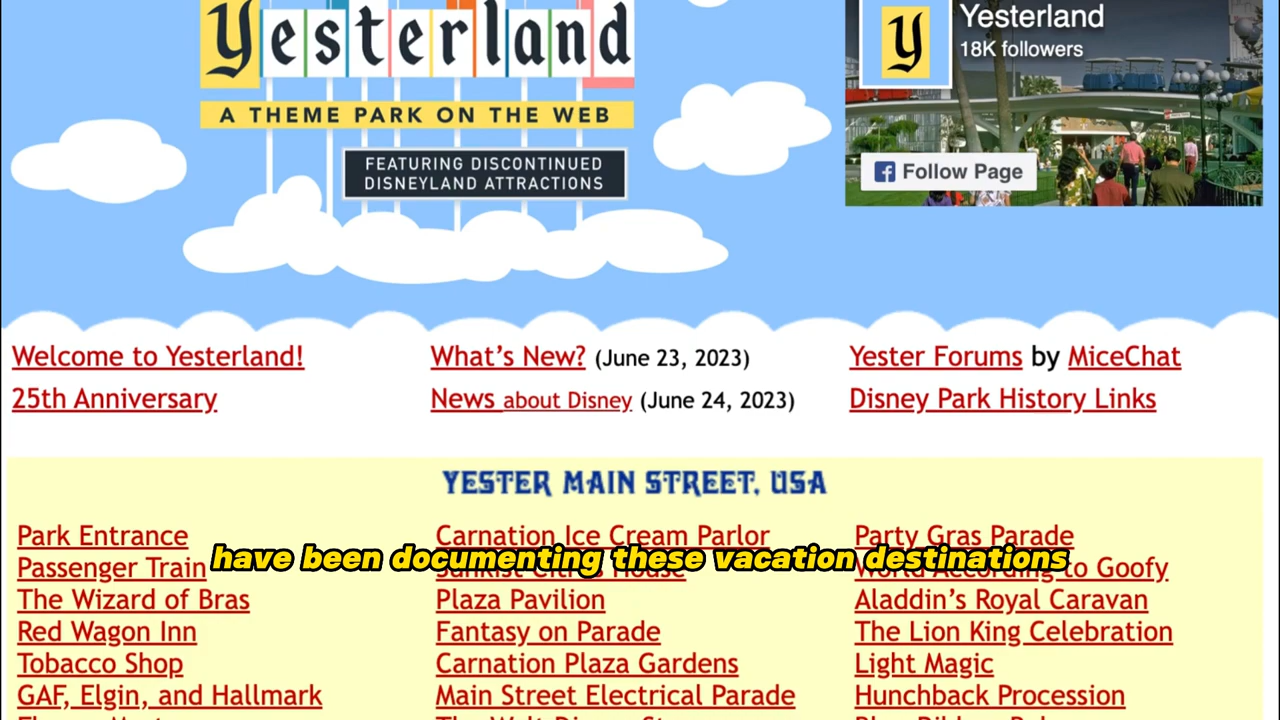 Yesterland
A THEME PARK ON THE WEB
FEATURING DISCONTINUED
DISNEYLAND ATTRACTIONS
y
Yesterland
18K followers
Follow Page
Welcome to Yesterland!
What's New? (June 23, 2023)
Yester Forums by MiceChat
25th Anniversary
News about Disney (June 24, 2023)
Disney Park History Links
YESTER MAIN STREET, USA
Park Entrance
Carnation Ice Cream Parlor
Party Gras Parade
have been documenting these vacation destinations
Passenger Train
Sunkist Citrus House
World According to Goofy
The Wizard of Bras
Plaza Pavilion
Aladdin's Royal Caravan
Red Wagon Inn
Fantasy on Parade
The Lion King Celebration
Tobacco Shop
Carnation Plaza Gardens
Light Magic
GAF, Elgin, and Hallmark
Main Street Electrical Parade
Hunchback Procession